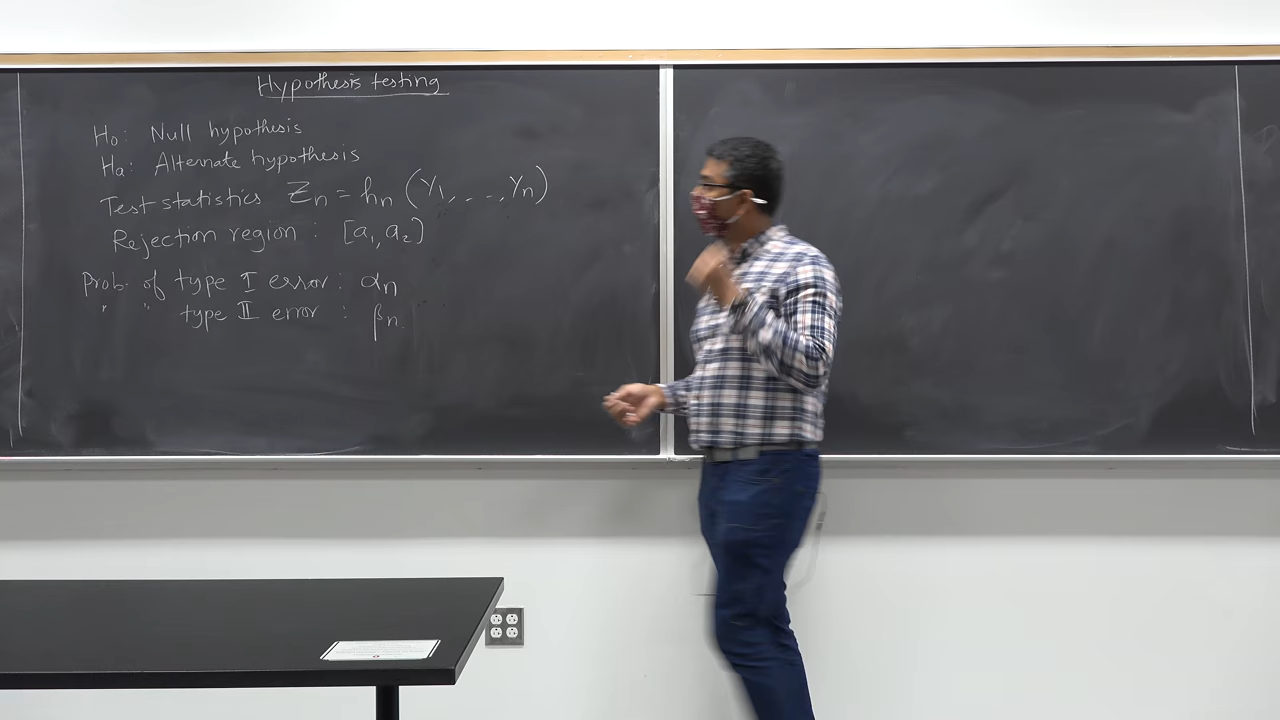 Hypothesis testing
H₀: Null hypothesis
Hₐ: Alternate hypothesis
Test statistics Zₙ = hₙ (Y₁, ..., Yₙ)
Rejection region : [a₁, a₂]
Prob. of type I error : αₙ
" " type II error : βₙ.